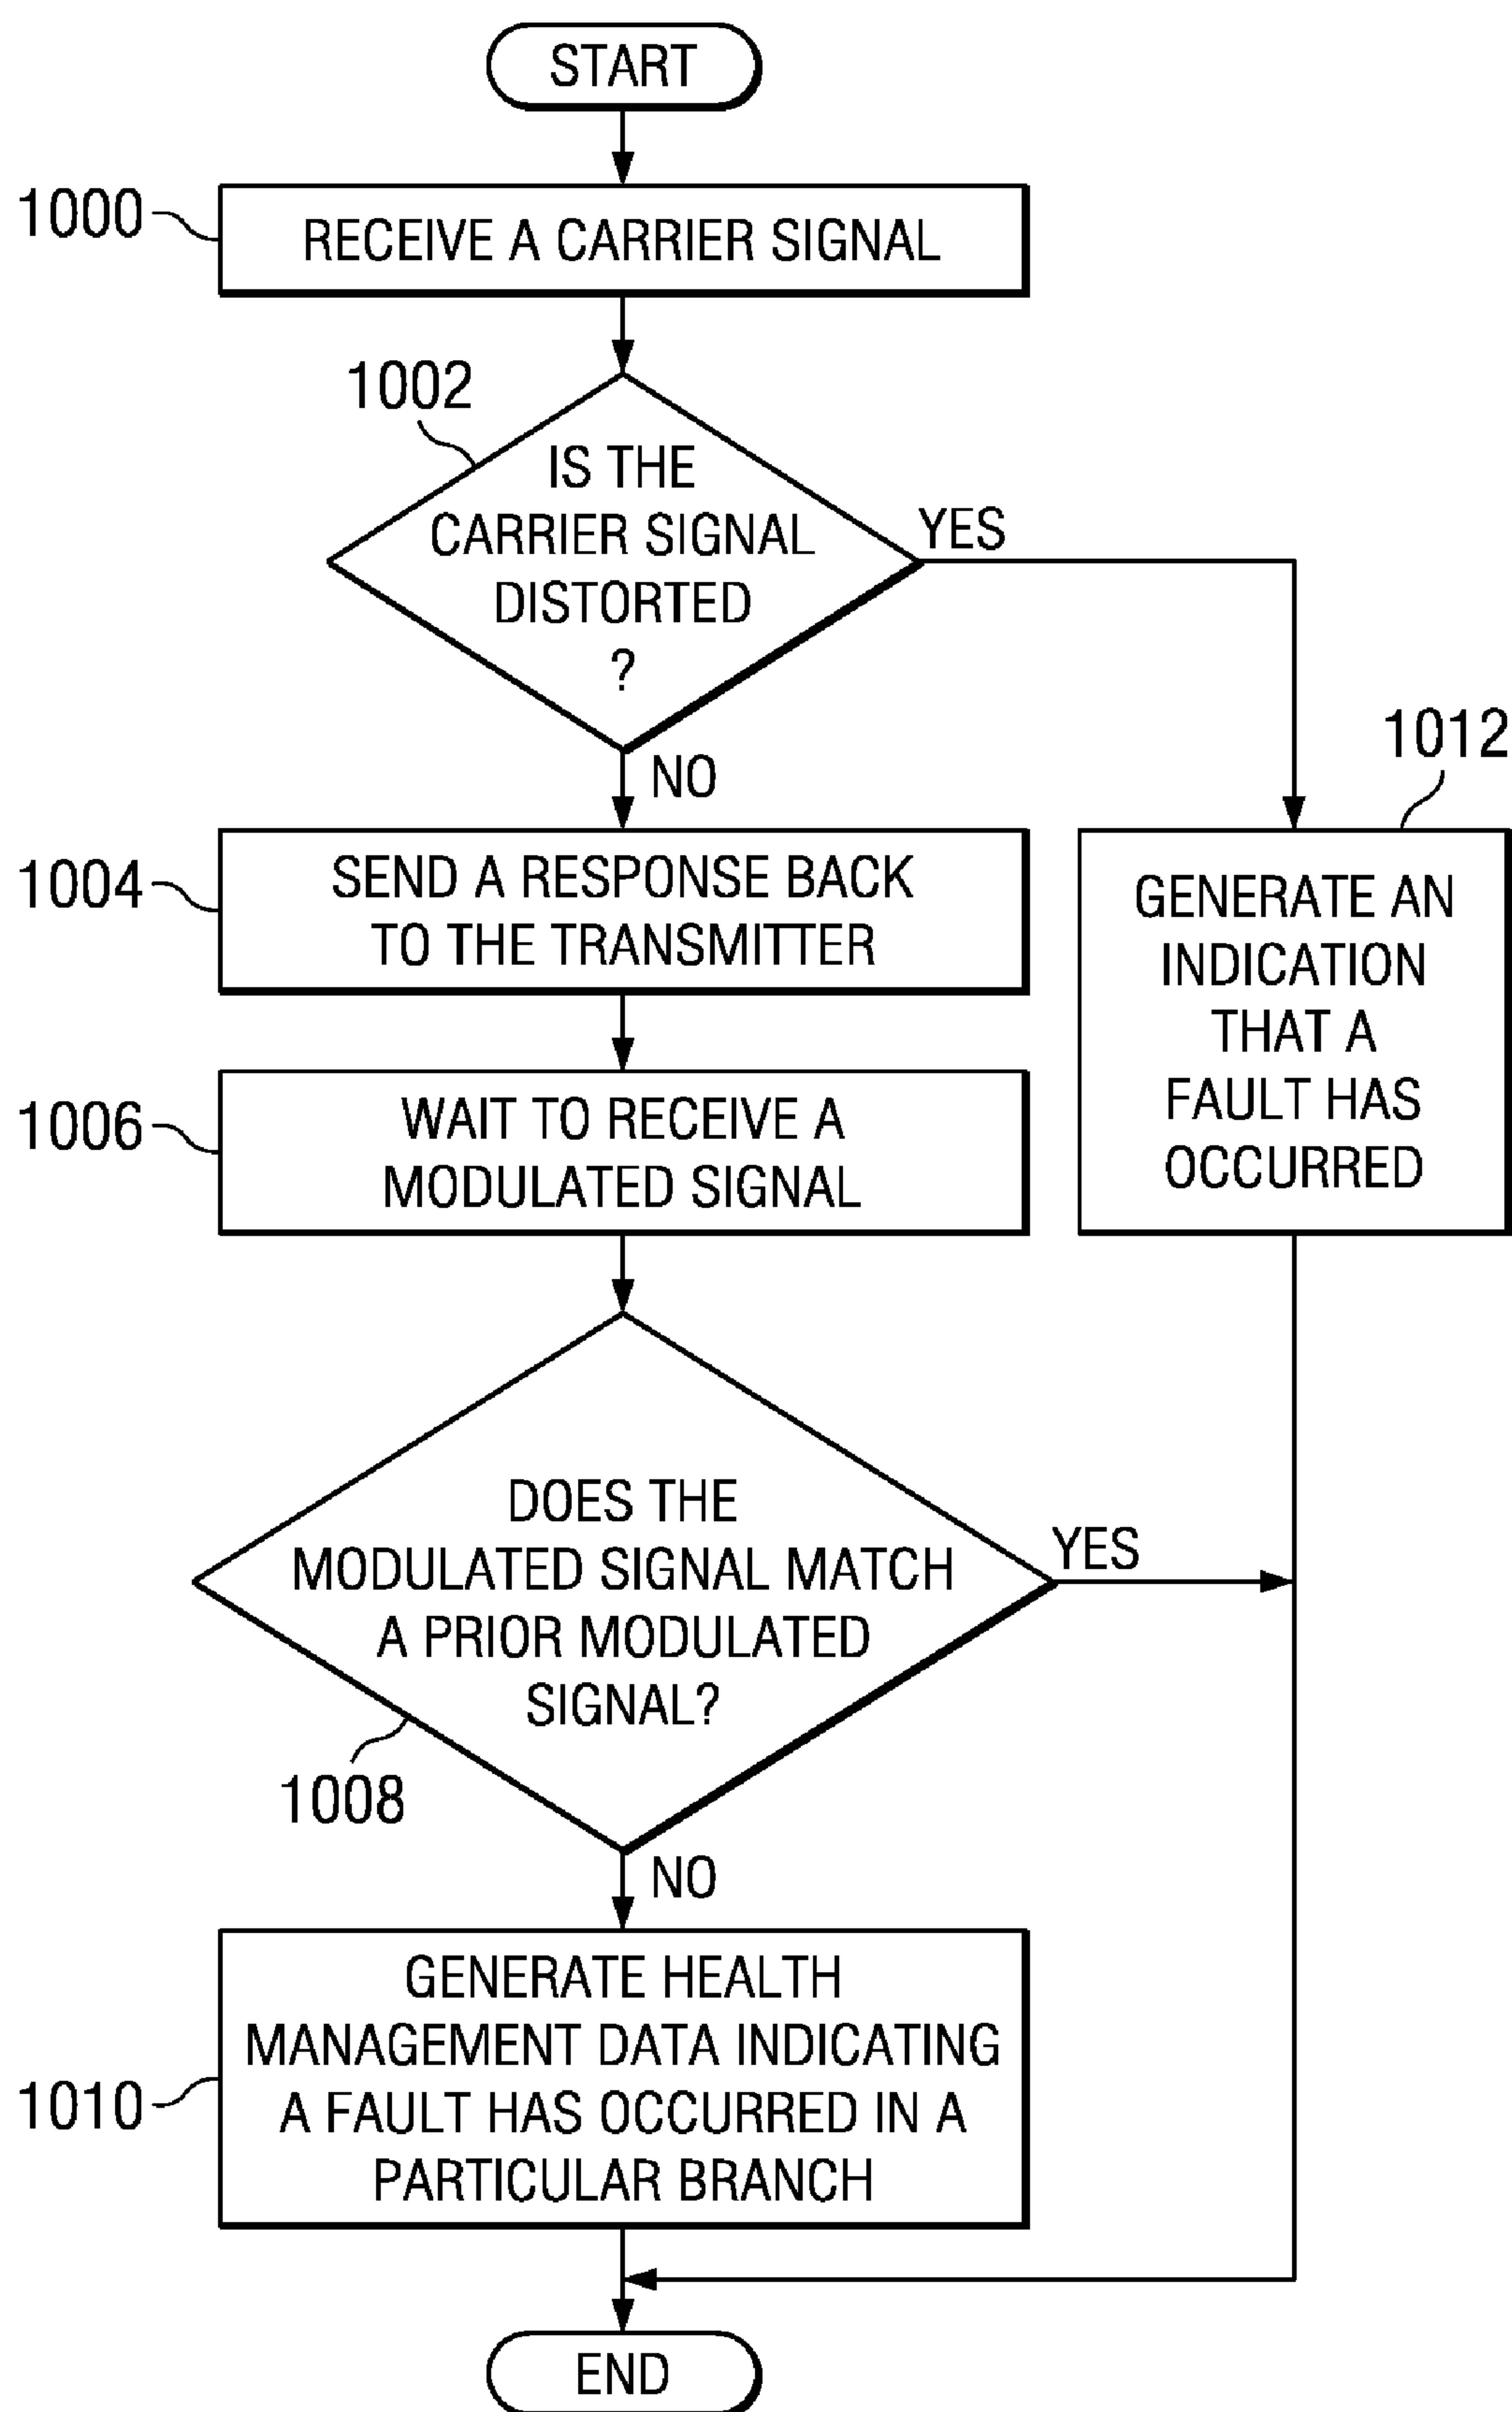 START
1000
RECEIVE A CARRIER SIGNAL
1002
IS THE
CARRIER SIGNAL
DISTORTED
?
YES
NO
1012
1004
SEND A RESPONSE BACK
TO THE TRANSMITTER
GENERATE AN
INDICATION
THAT A
FAULT HAS
OCCURRED
1006
WAIT TO RECEIVE A
MODULATED SIGNAL
DOES THE
MODULATED SIGNAL MATCH
A PRIOR MODULATED
SIGNAL?
YES
1008
NO
1010
GENERATE HEALTH
MANAGEMENT DATA INDICATING
A FAULT HAS OCCURRED IN A
PARTICULAR BRANCH
END